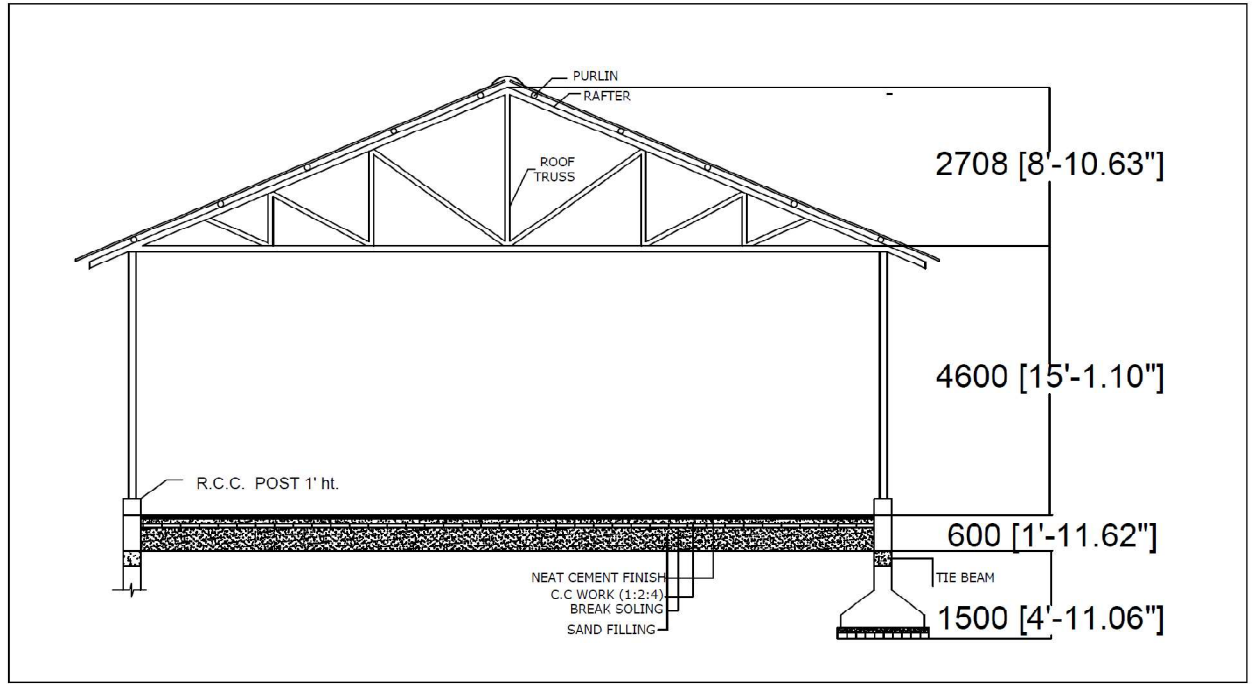 PURLIN
RAFTER
ROOF
TRUSS
2708 [8'-10.63"]
4600 [15'-1.10"]
R.C.C. POST 1' ht.
600 [1'-11.62"]
NEAT CEMENT FINISH
C.C WORK (1:2:4)
BREAK SOLING
SAND FILLING
TIE BEAM
1500 [4'-11.06"]